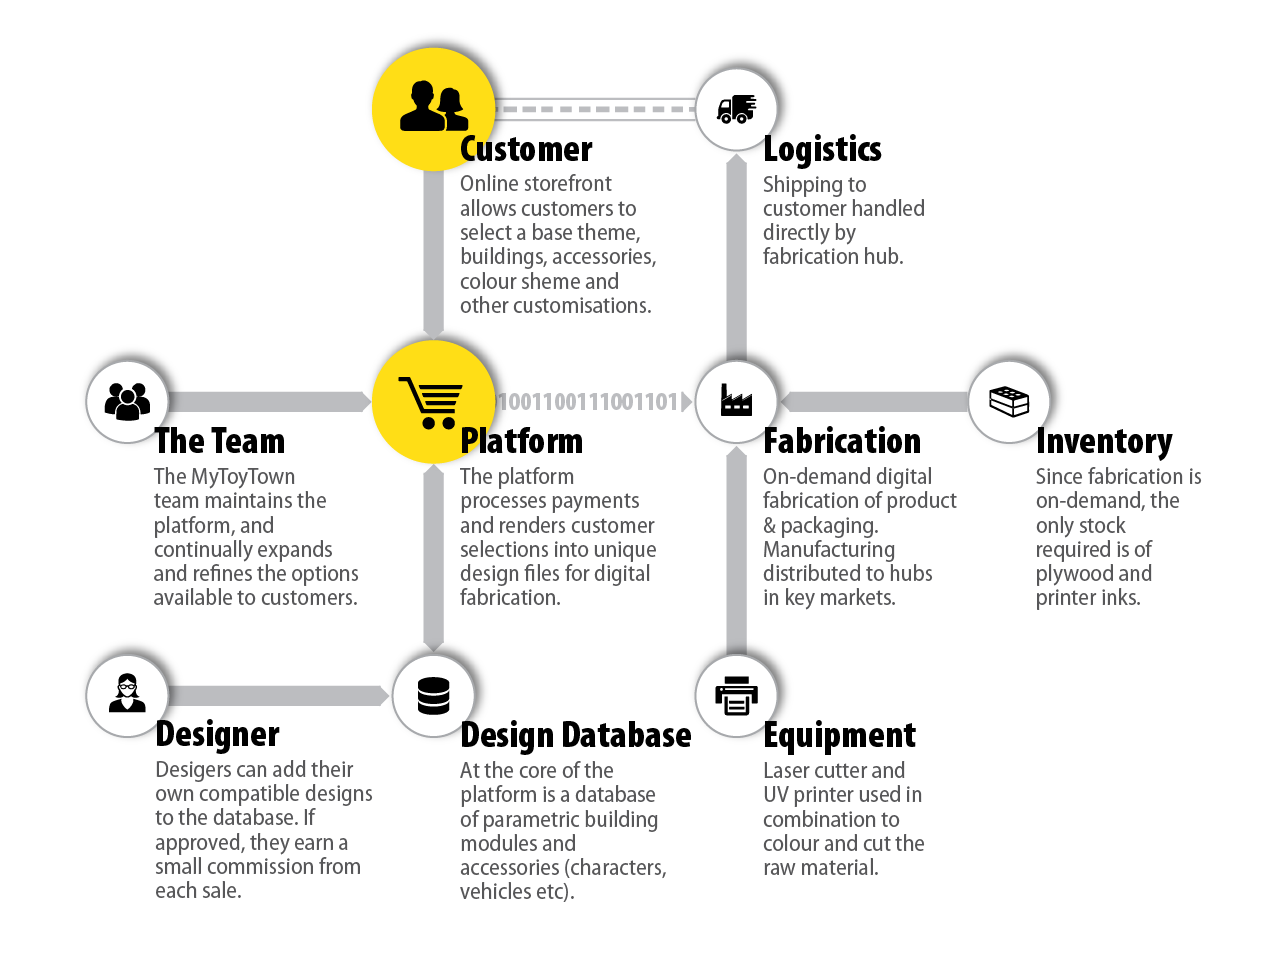 Customer
Online storefront
allows customers to
select a base theme,
buildings, accessories,
colour sheme and
other customisations.
Logistics
Shipping to
customer handled
directly by
fabrication hub.
The Team
The MyToyTown
team maintains the
platform, and
continually expands
and refines the options
available to customers.
Platform
The platform
processes payments
and renders customer
selections into unique
design files for digital
fabrication.
1001100111001101
Fabrication
On-demand digital
fabrication of product
& packaging.
Manufacturing
distributed to hubs
in key markets.
Inventory
Since fabrication is
on-demand, the
only stock
required is of
plywood and
printer inks.
Designer
Desigers can add their
own compatible designs
to the database. If
approved, they earn a
small commission from
each sale.
Design Database
At the core of the
platform is a database
of parametric building
modules and
accessories (characters,
vehicles etc).
Equipment
Laser cutter and
UV printer used in
combination to
colour and cut the
raw material.